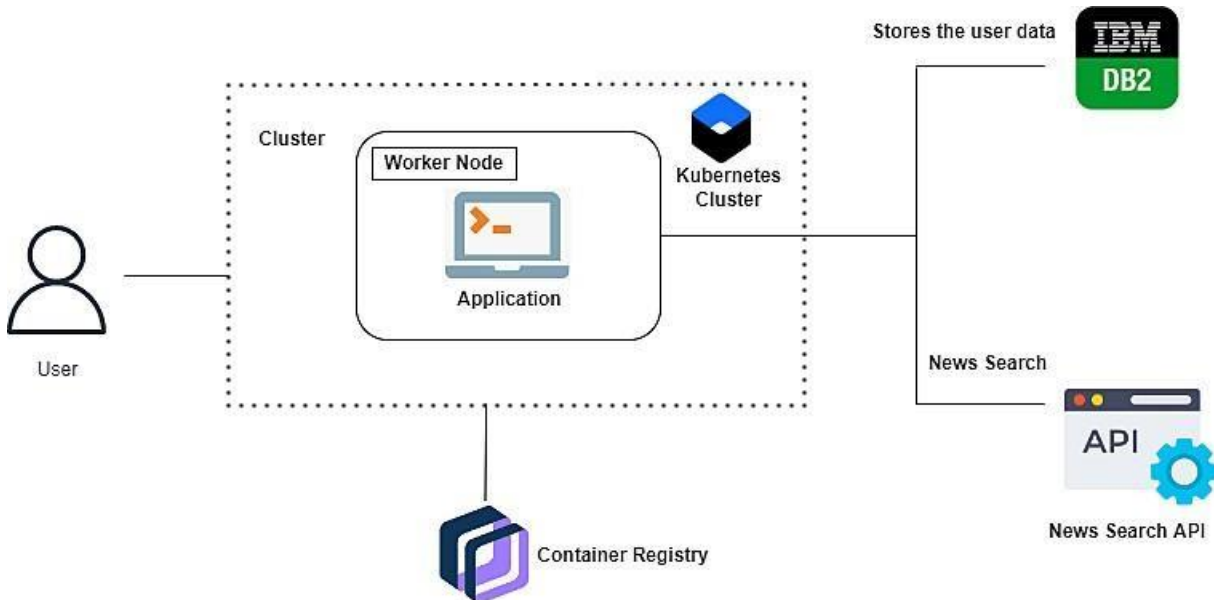 Stores the user data
IBM
DB2
Cluster
Worker Node
Kubernetes
Cluster
Application
User
News Search
API
News Search API
Container Registry